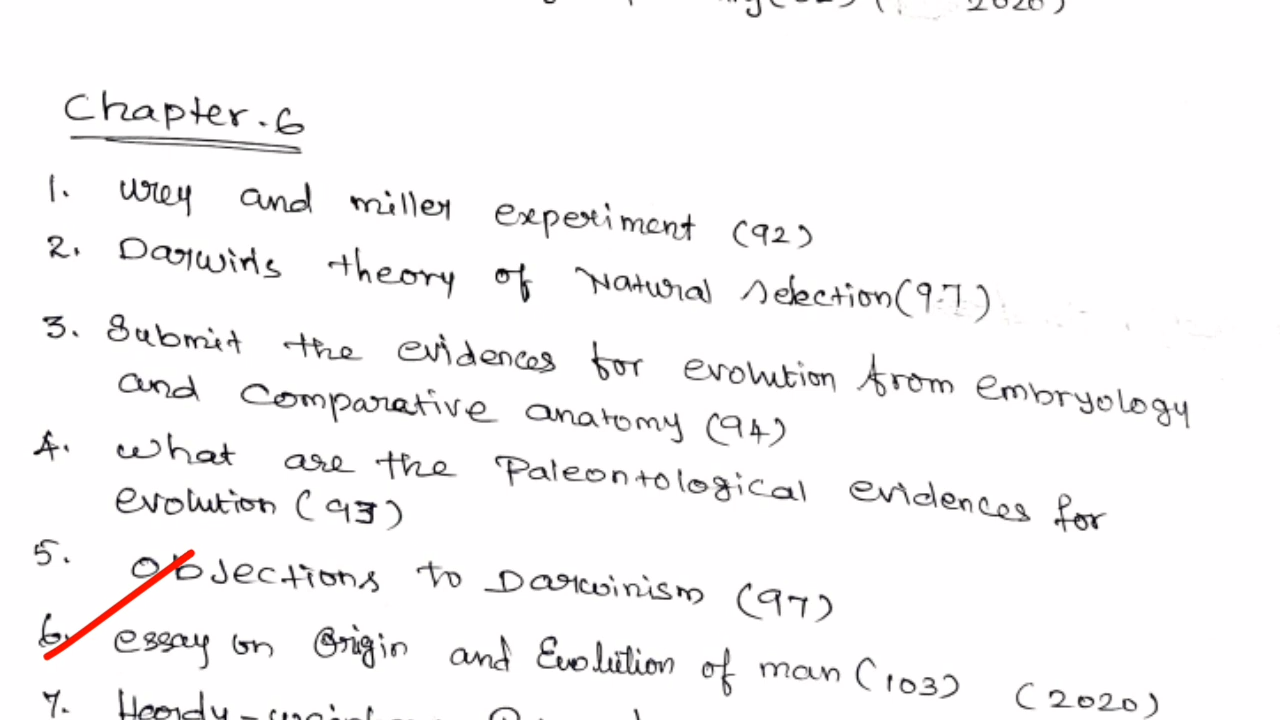 2020)
Chapter.6
1. Urey and miller experiment (92)
2. Darwin's theory of Natural selection(97)
3. Submit the evidences for evolution from embryology
and Comparative anatomy (94)
4. What are the Paleontological evidences for
evolution (93)
5. Objections to Darwinism (97)
6. essay on Origin and Evolution of man (103) (2020)
7. Hardy-